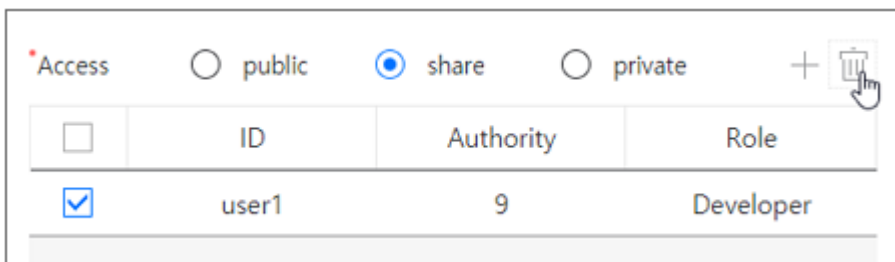 *Access public share private
ID Authority Role
user1 9 Developer